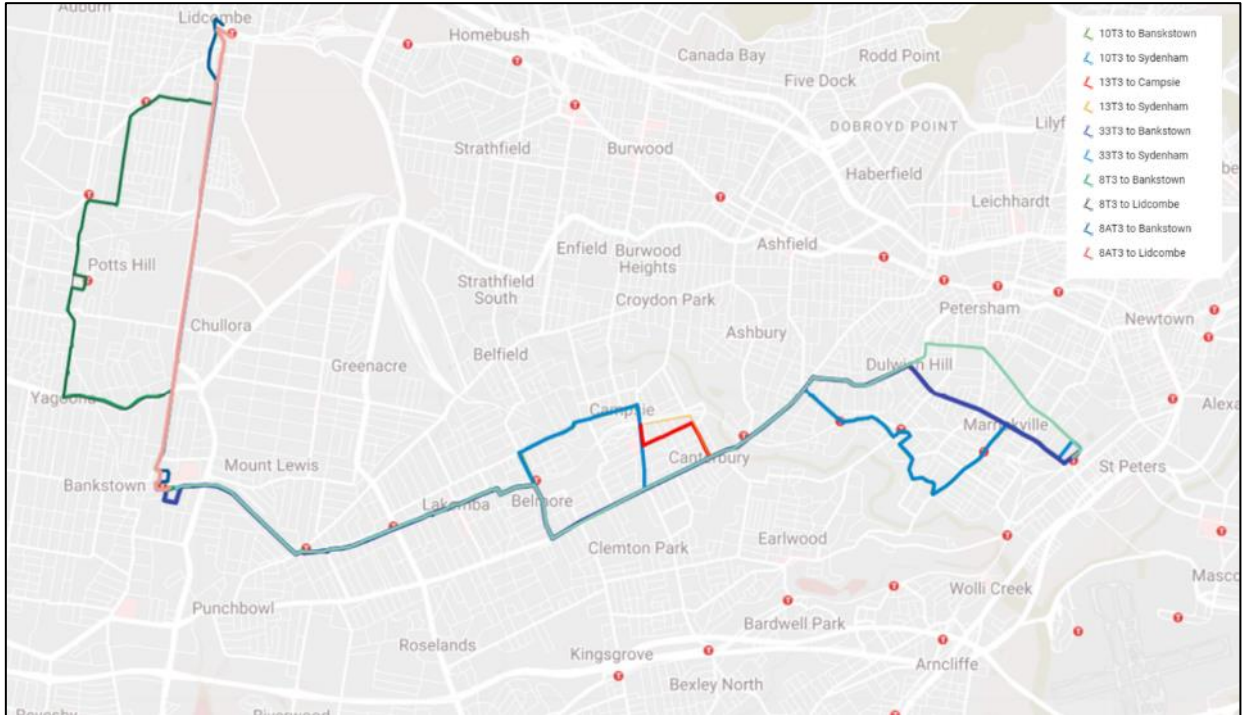 Auburn
Lidcombe
Homebush
Canada Bay
Rodd Point
Five Dock
DOBROYD POINT
Lilyf
Strathfield
Burwood
Haberfield
Leichhardt
Potts Hill
Enfield
Burwood
Heights
Ashfield
Strathfield
South
Croydon Park
Petersham
Newtown
Chullora
Ashbury
Greenacre
Belfield
Dulwich Hill
Yagoona
Campsie
Alexa
Marrickville
Bankstown
Mount Lewis
Canterbury
St Peters
Lakemba
Belmore
Clemton Park
Earlwood
Wolli Creek
Masco
Punchbowl
Bardwell Park
Roselands
Kingsgrove
Arncliffe
Bexley North
10T3 to Banskstown
10T3 to Sydenham
13T3 to Campsie
13T3 to Sydenham
33T3 to Bankstown
33T3 to Sydenham
8T3 to Bankstown
8T3 to Lidcombe
8AT3 to Bankstown
8AT3 to Lidcombe